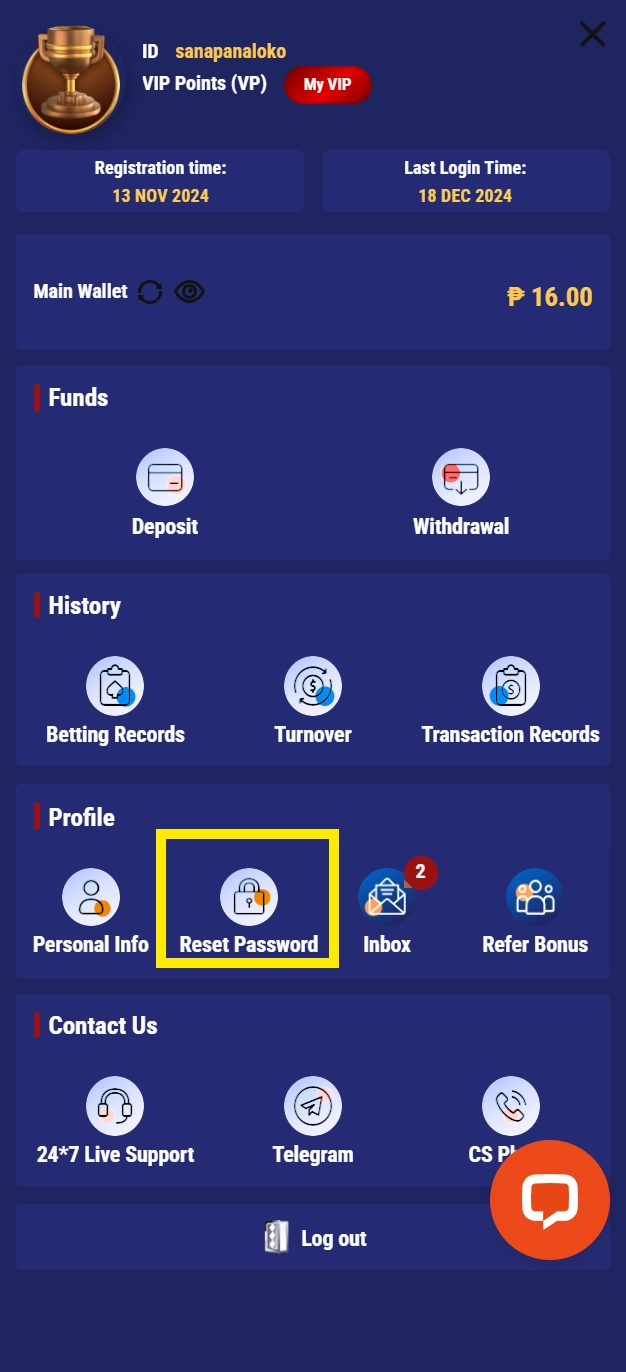 ID sanapanaloko
VIP Points (VP) My VIP
Registration time: Last Login Time:
13 NOV 2024 18 DEC 2024
Main Wallet ₱ 16.00
Funds
Deposit Withdrawal
History
Betting Records Turnover Transaction Records
Profile
2
Personal Info Reset Password Inbox Refer Bonus
Contact Us
24*7 Live Support Telegram CS
Log out